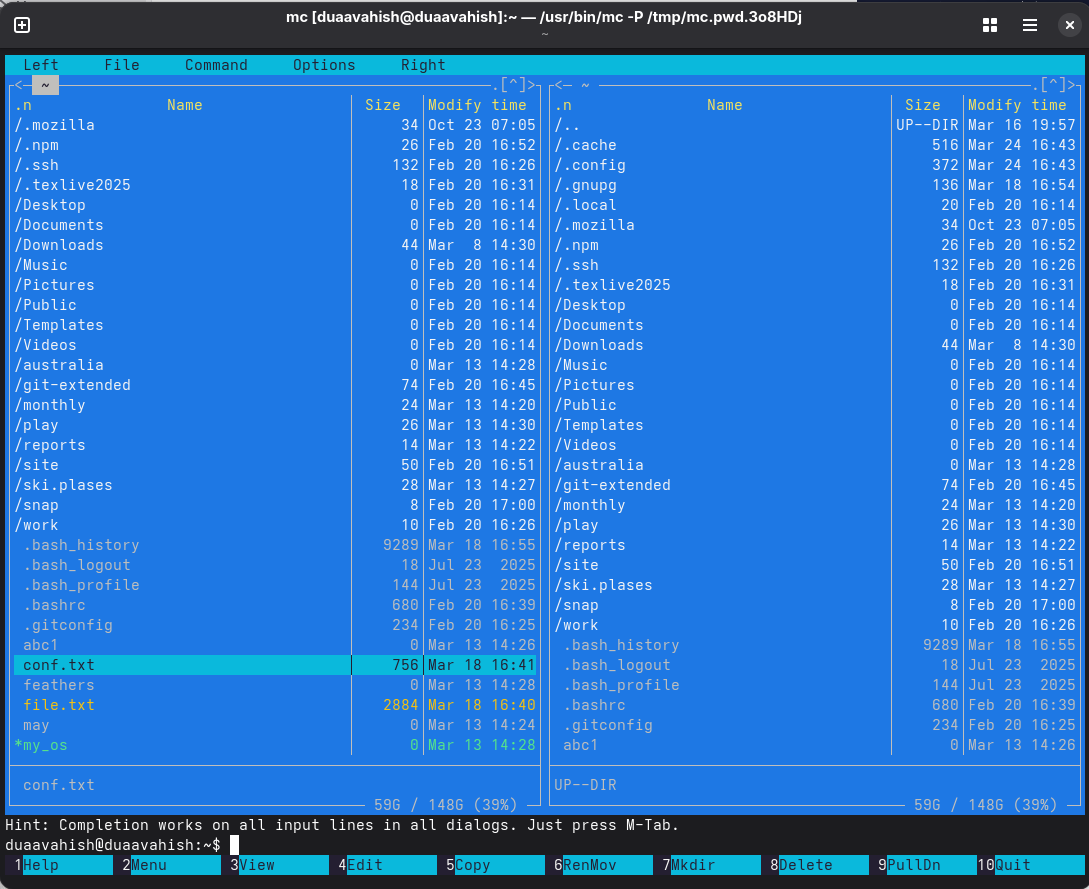 mc [duaavahish@duaavahish]:~ — /usr/bin/mc -P /tmp/mc.pwd.3o8HDj
~
Left File Command Options Right
<─ ~ ─.[^]>
.n Name Size Modify time
/.mozilla 34 Oct 23 07:05
/.npm 26 Feb 20 16:52
/.ssh 132 Feb 20 16:26
/.texlive2025 18 Feb 20 16:31
/Desktop 0 Feb 20 16:14
/Documents 0 Feb 20 16:14
/Downloads 44 Mar 8 14:30
/Music 0 Feb 20 16:14
/Pictures 0 Feb 20 16:14
/Public 0 Feb 20 16:14
/Templates 0 Feb 20 16:14
/Videos 0 Feb 20 16:14
/australia 0 Mar 13 14:28
/git-extended 74 Feb 20 16:45
/monthly 24 Mar 13 14:20
/play 26 Mar 13 14:30
/reports 14 Mar 13 14:22
/site 50 Feb 20 16:51
/ski.plases 28 Mar 13 14:27
/snap 8 Feb 20 17:00
/work 10 Feb 20 16:26
.bash_history 9289 Mar 18 16:55
.bash_logout 18 Jul 23 2025
.bash_profile 144 Jul 23 2025
.bashrc 680 Feb 20 16:39
.gitconfig 234 Feb 20 16:25
abc1 0 Mar 13 14:26
conf.txt 756 Mar 18 16:41
feathers 0 Mar 13 14:28
file.txt 2884 Mar 18 16:40
may 0 Mar 13 14:24
*my_os 0 Mar 13 14:28
conf.txt
59G / 148G (39%)
<─ ~ ─.[^]>
.n Name Size Modify time
/.. UP--DIR Mar 16 19:57
/.cache 516 Mar 24 16:43
/.config 372 Mar 24 16:43
/.gnupg 136 Mar 18 16:54
/.local 20 Feb 20 16:14
/.mozilla 34 Oct 23 07:05
/.npm 26 Feb 20 16:52
/.ssh 132 Feb 20 16:26
/.texlive2025 18 Feb 20 16:31
/Desktop 0 Feb 20 16:14
/Documents 0 Feb 20 16:14
/Downloads 44 Mar 8 14:30
/Music 0 Feb 20 16:14
/Pictures 0 Feb 20 16:14
/Public 0 Feb 20 16:14
/Templates 0 Feb 20 16:14
/Videos 0 Feb 20 16:14
/australia 0 Mar 13 14:28
/git-extended 74 Feb 20 16:45
/monthly 24 Mar 13 14:20
/play 26 Mar 13 14:30
/reports 14 Mar 13 14:22
/site 50 Feb 20 16:51
/ski.plases 28 Mar 13 14:27
/snap 8 Feb 20 17:00
/work 10 Feb 20 16:26
.bash_history 9289 Mar 18 16:55
.bash_logout 18 Jul 23 2025
.bash_profile 144 Jul 23 2025
.bashrc 680 Feb 20 16:39
.gitconfig 234 Feb 20 16:25
abc1 0 Mar 13 14:26
UP--DIR
59G / 148G (39%)
Hint: Completion works on all input lines in all dialogs. Just press M-Tab.
duaavahish@duaavahish:~$
1Help 2Menu 3View 4Edit 5Copy 6RenMov 7Mkdir 8Delete 9PullDn 10Quit